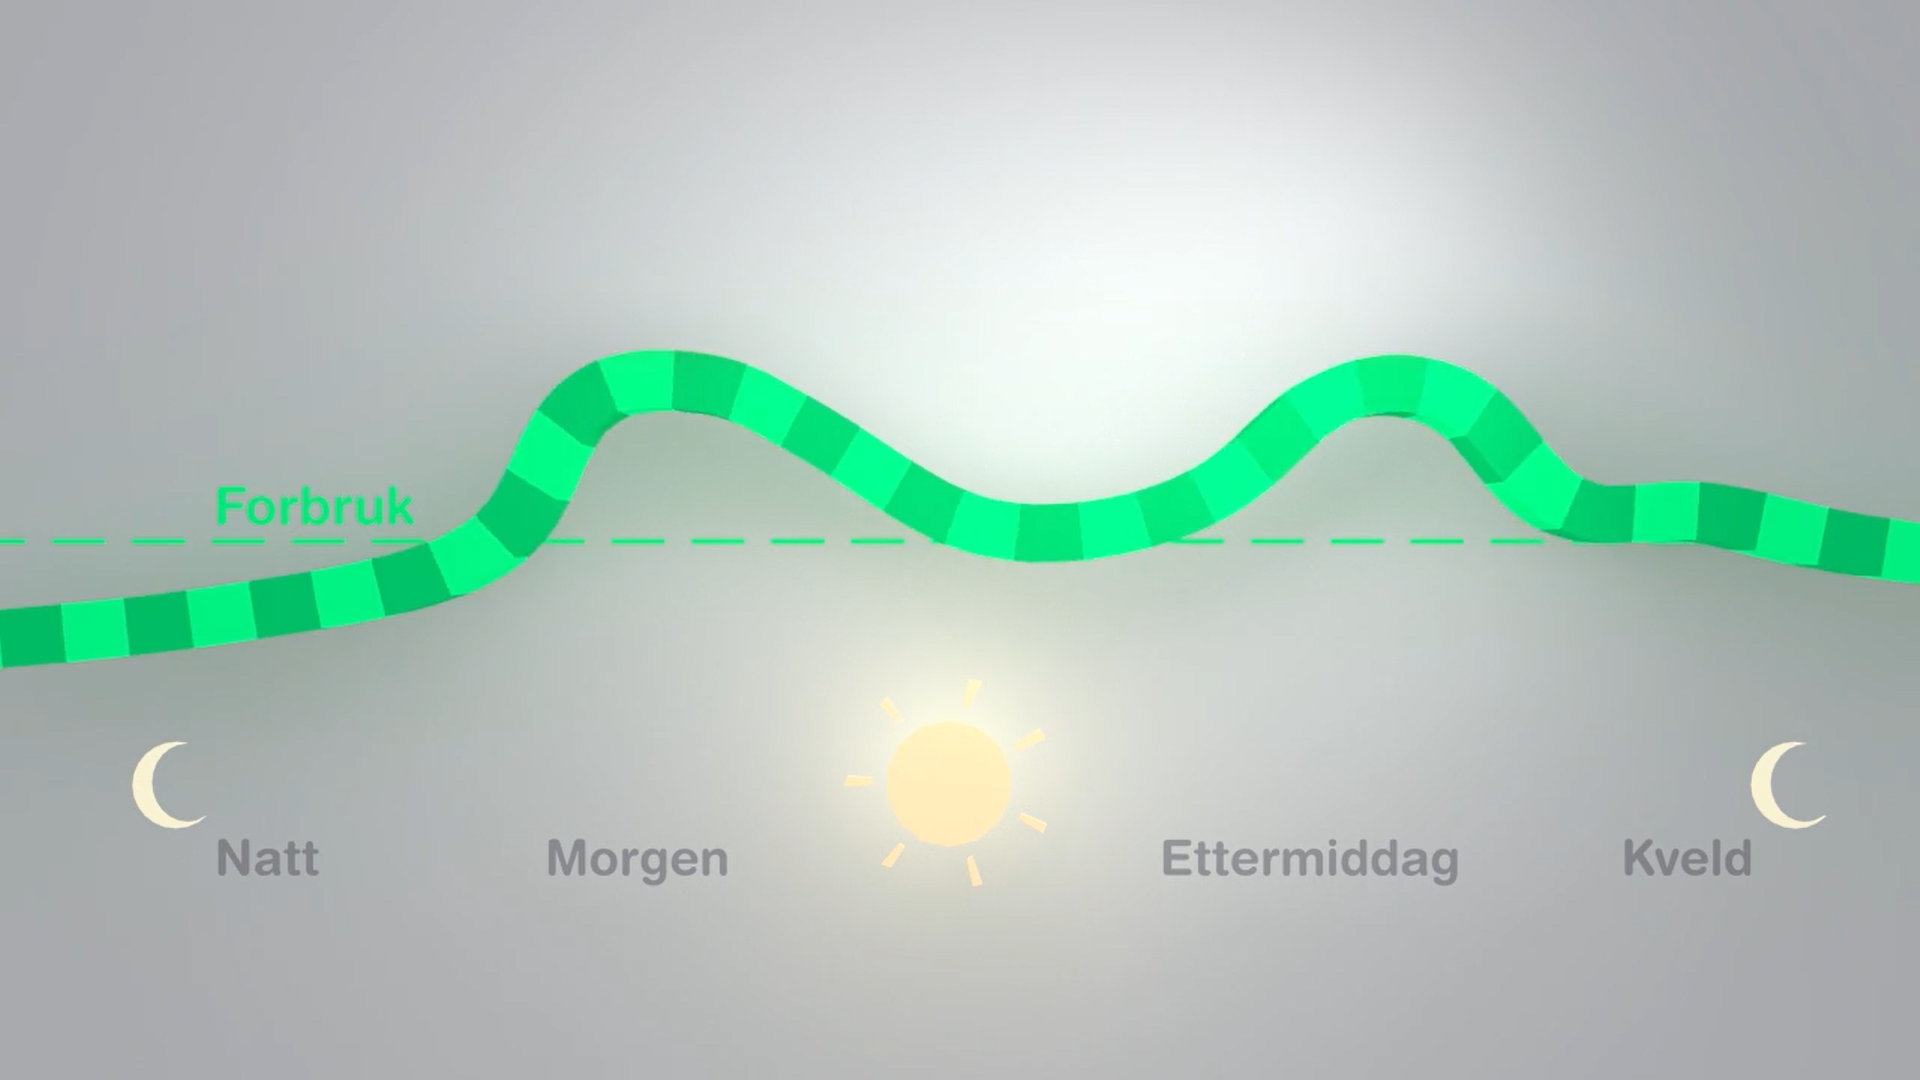 Forbruk
Natt
Morgen
Ettermiddag
Kveld